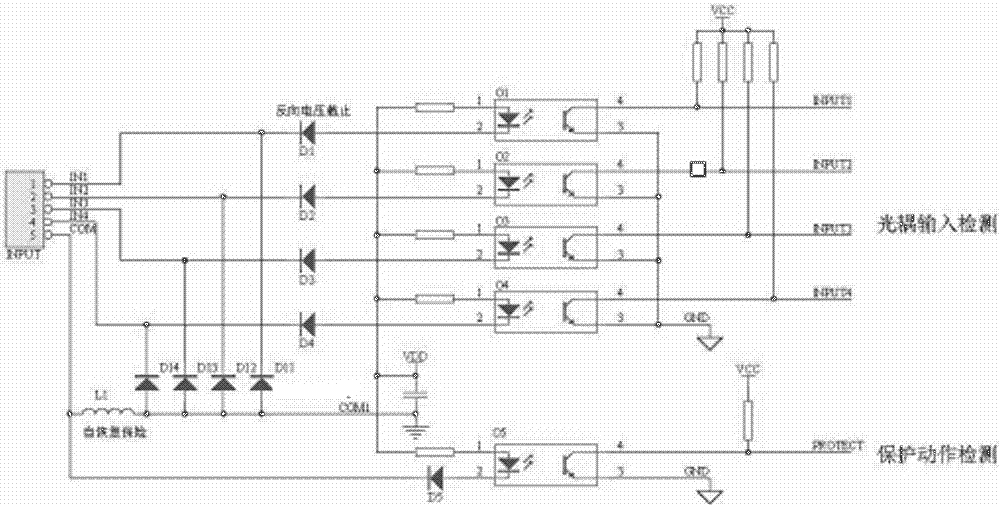 VCC
反向电压截止
O1
1
4
INPUT1
2
3
D1
O2
1
4
INPUT2
2
3
D2
O3
1
4
INPUT3
2
3
D3
O4
1
4
INPUT4
2
3
GND
D4
1 IN1
2 IN2
3 IN3
4 IN4
5 COM
INPUT
光耦输入检测
D14
D13
D12
D11
VDD
VCC
L1
COM1
自恢复保险
O5
1
4
PROTECT
2
3
GND
D5
保护动作检测